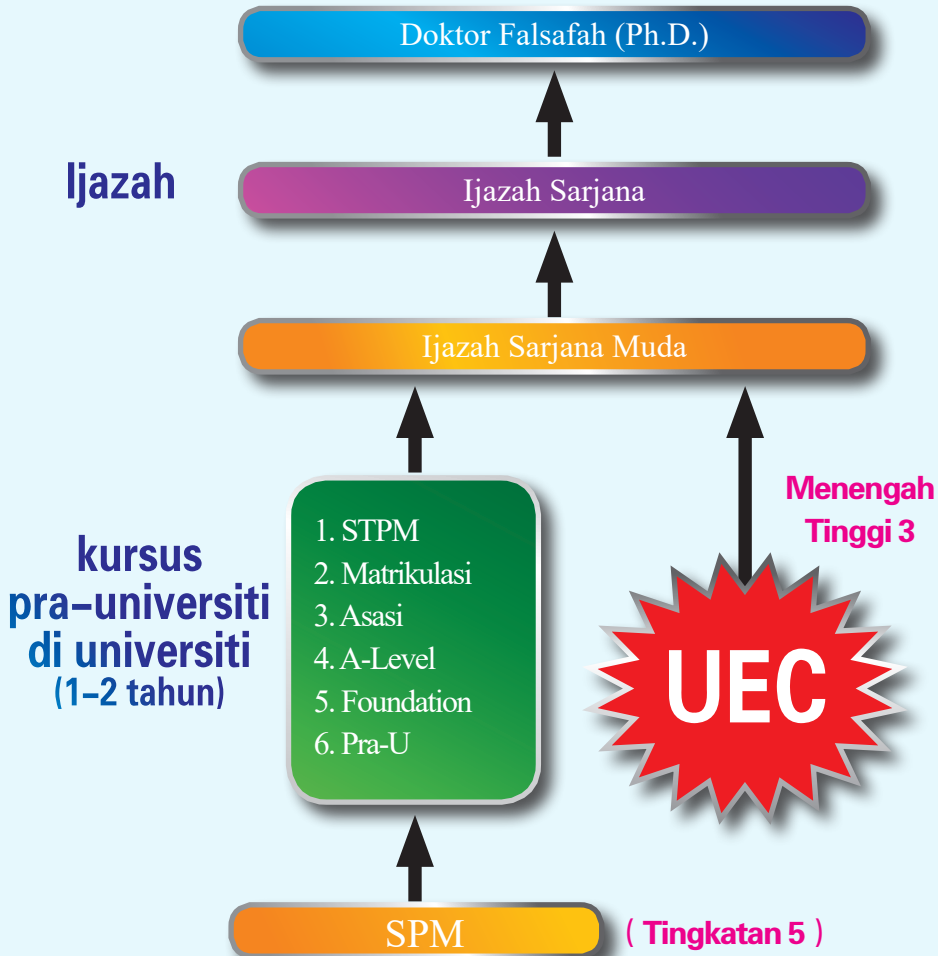 Doktor Falsafah (Ph.D.)
Ijazah
Ijazah Sarjana
Ijazah Sarjana Muda
Menengah
Tinggi 3
kursus
pra–universiti
di universiti
(1–2 tahun)
1. STPM
2. Matrikulasi
3. Asasi
4. A-Level
5. Foundation
6. Pra-U
UEC
SPM
( Tingkatan 5 )